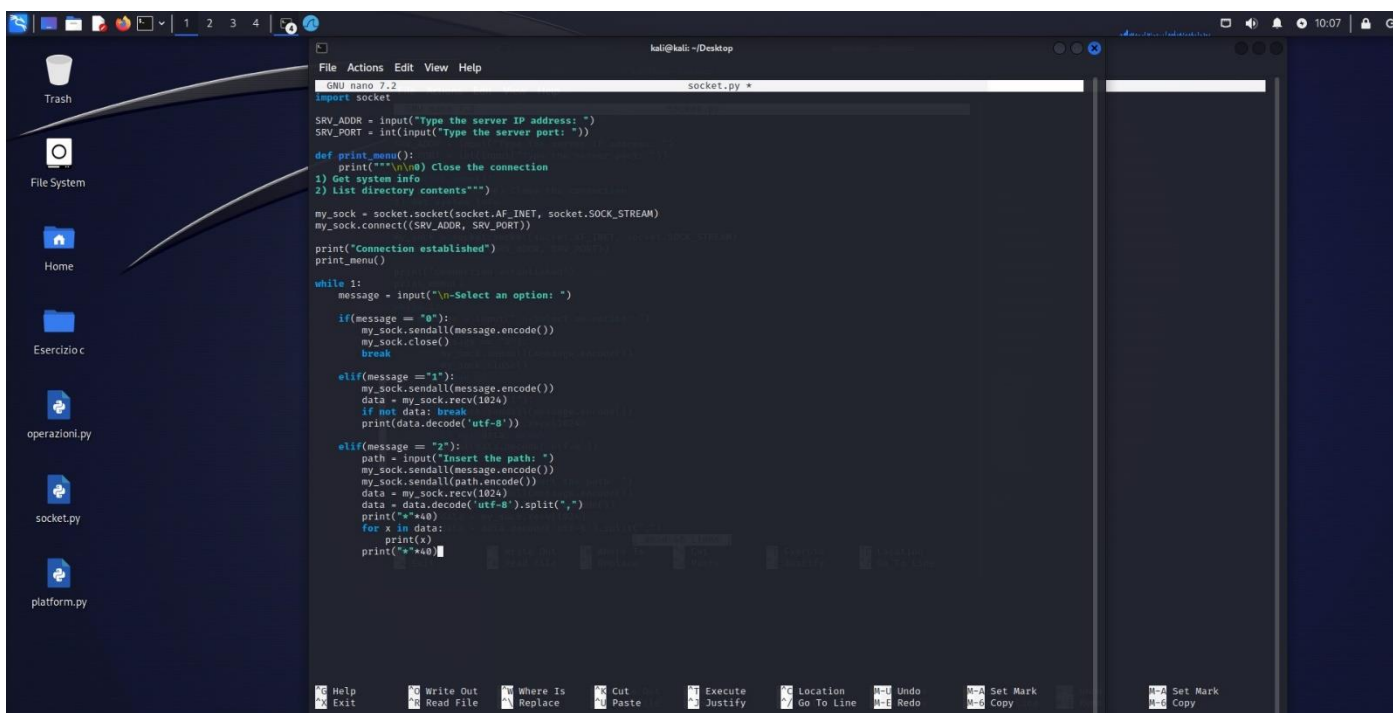 1 2 3 4 4 10:07 G
kali@kali: ~/Desktop
File Actions Edit View Help
GNU nano 7.2 socket.py *
import socket

SRV_ADDR = input("Type the server IP address: ")
SRV_PORT = int(input("Type the server port: "))

def print_menu():
    print("""\n\n0) Close the connection
1) Get system info
2) List directory contents""")

my_sock = socket.socket(socket.AF_INET, socket.SOCK_STREAM)
my_sock.connect((SRV_ADDR, SRV_PORT))

print("Connection established")
print_menu()

while 1:
    message = input("\n-Select an option: ")

    if(message == "0"):
        my_sock.sendall(message.encode())
        my_sock.close()
        break

    elif(message =="1"):
        my_sock.sendall(message.encode())
        data = my_sock.recv(1024)
        if not data: break
        print(data.decode('utf-8'))

    elif(message == "2"):
        path = input("Insert the path: ")
        my_sock.sendall(message.encode())
        my_sock.sendall(path.encode())
        data = my_sock.recv(1024)
        data = data.decode('utf-8').split(",")
        print("*"*40)
        for x in data:
            print(x)
        print("*"*40)
^G Help ^O Write Out ^W Where Is ^K Cut ^T Execute ^C Location M-U Undo M-A Set Mark M-A Set Mark
^X Exit ^R Read File ^\ Replace ^U Paste ^J Justify ^/ Go To Line M-E Redo M-6 Copy M-6 Copy
Trash
File System
Home
Esercizio c
operazioni.py
socket.py
platform.py